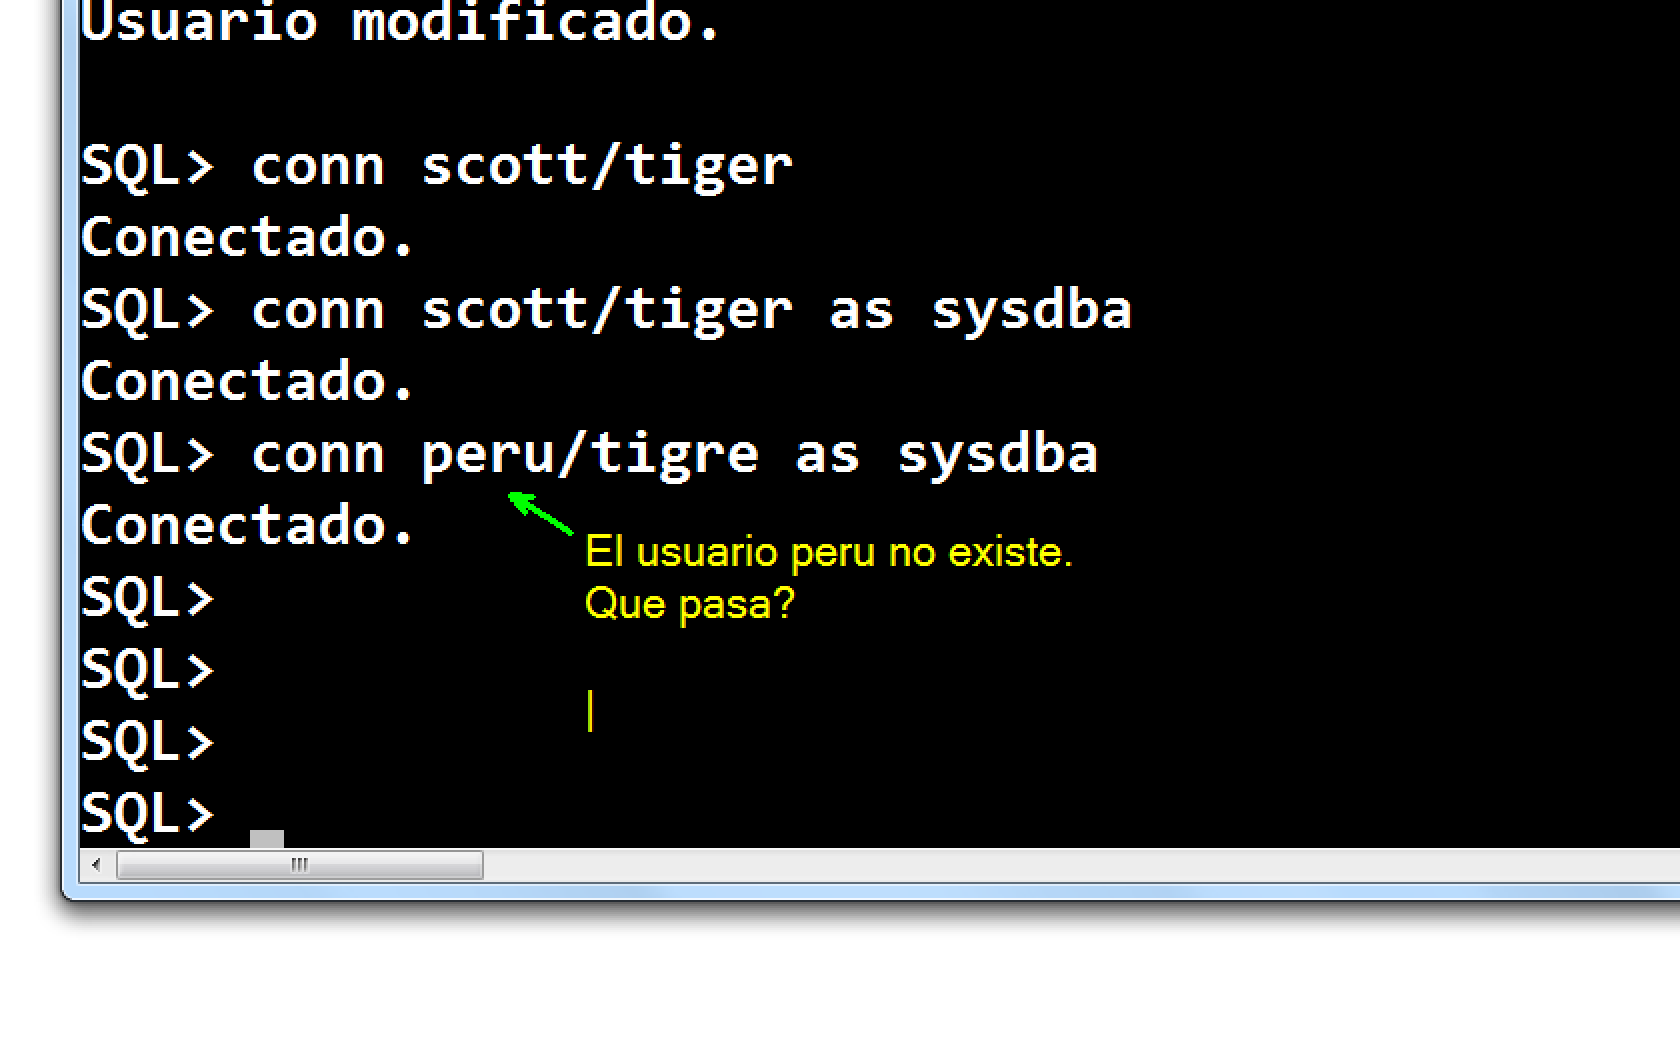 Usuario modificado.
SQL> conn scott/tiger
Conectado.
SQL> conn scott/tiger as sysdba
Conectado.
SQL> conn peru/tigre as sysdba
Conectado.
El usuario peru no existe.
Que pasa?
SQL>
SQL>
SQL>
SQL>